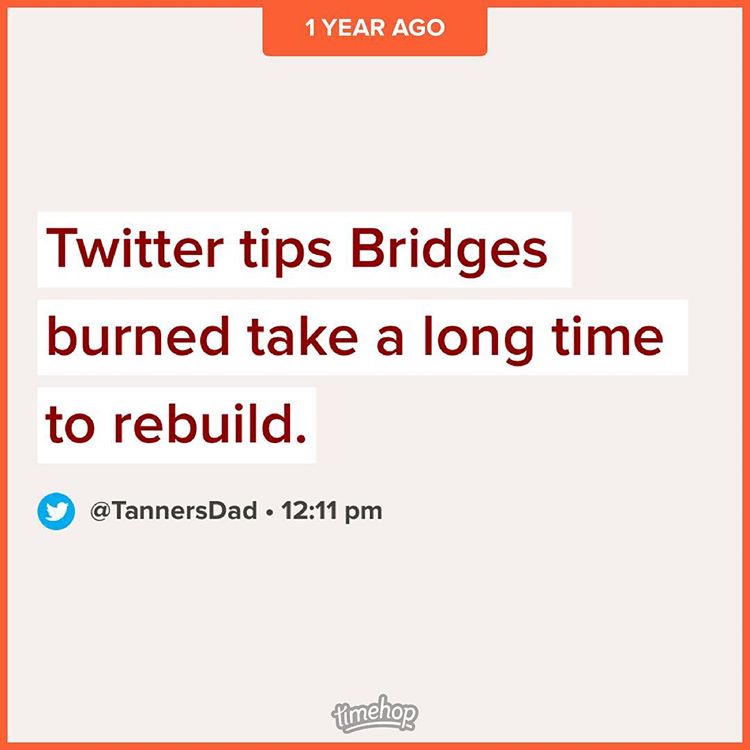 1 YEAR AGO
Twitter tips Bridges
burned take a long time
to rebuild.
@TannersDad • 12:11 pm
timehop